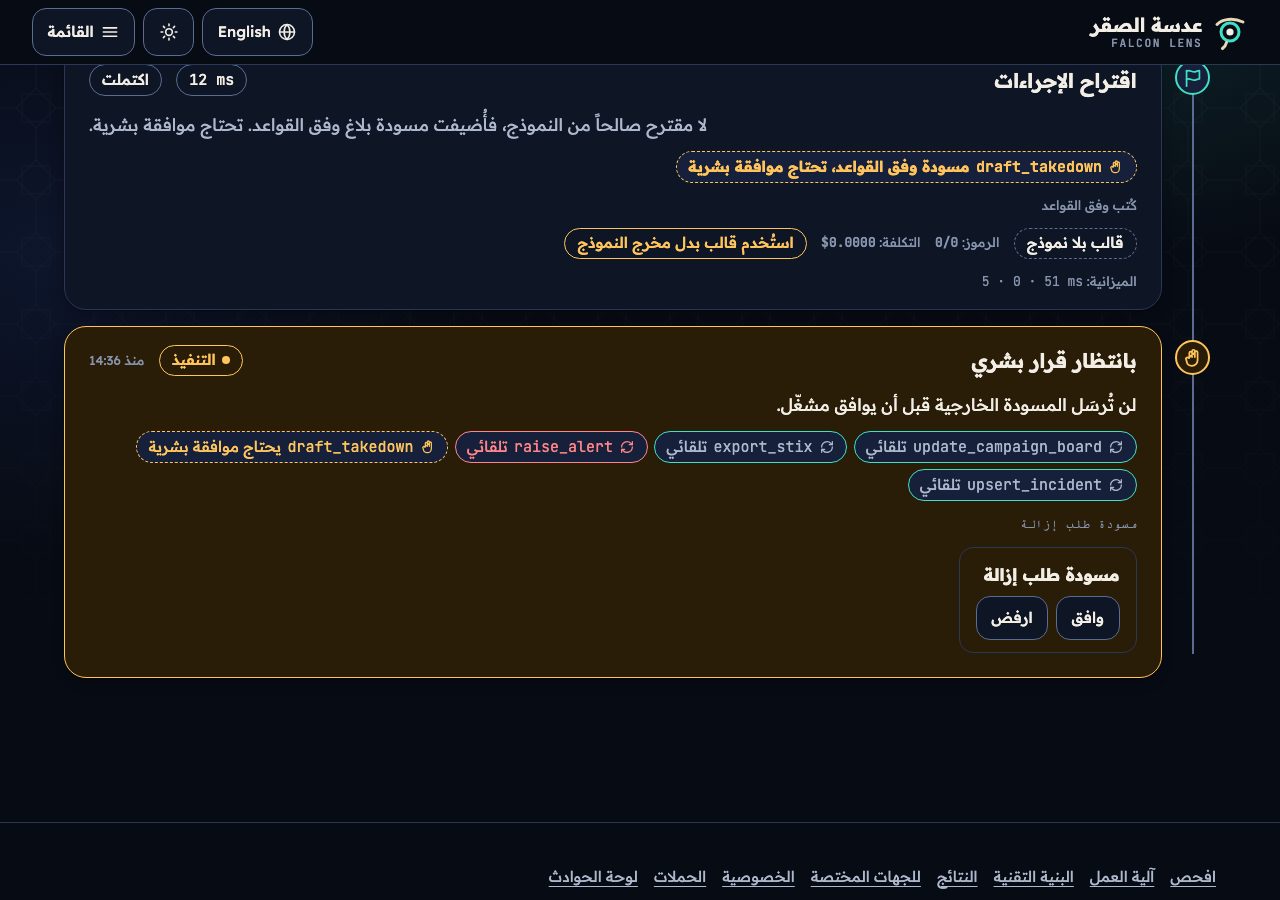 عدسة الصقر
FALCON LENS
English
القائمة
اقتراح الإجراءات
12 ms
اكتملت
لا مقترح صالحاً من النموذج، فأُضيفت مسودة بلاغ وفق القواعد. تحتاج موافقة بشرية.
draft_takedown مسودة وفق القواعد، تحتاج موافقة بشرية
كُتب وفق القواعد
قالب بلا نموذج الرموز: 0/0 التكلفة: $0.0000 استُخدم قالب بدل مخرج النموذج
الميزانية: 5 · 0 · 51 ms
بانتظار قرار بشري
التنفيذ
منذ 14:36
لن تُرسَل المسودة الخارجية قبل أن يوافق مشغّل.
update_campaign_board تلقائي export_stix تلقائي raise_alert تلقائي draft_takedown يحتاج موافقة بشرية
upsert_incident تلقائي
مسودة طلب إزالة
مسودة طلب إزالة
وافق ارفض
افحص آلية العمل البنية التقنية النتائج للجهات المختصة الخصوصية الحملات لوحة الحوادث